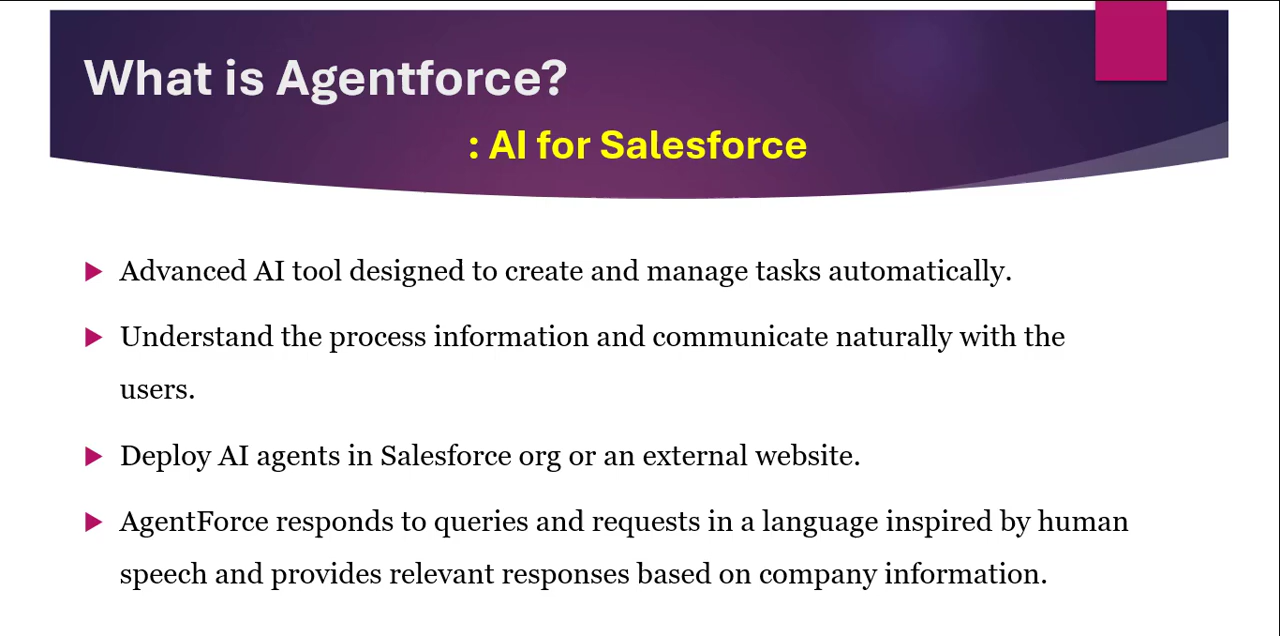 What is Agentforce?
: AI for Salesforce
Advanced AI tool designed to create and manage tasks automatically.
Understand the process information and communicate naturally with the
users.
Deploy AI agents in Salesforce org or an external website.
AgentForce responds to queries and requests in a language inspired by human
speech and provides relevant responses based on company information.